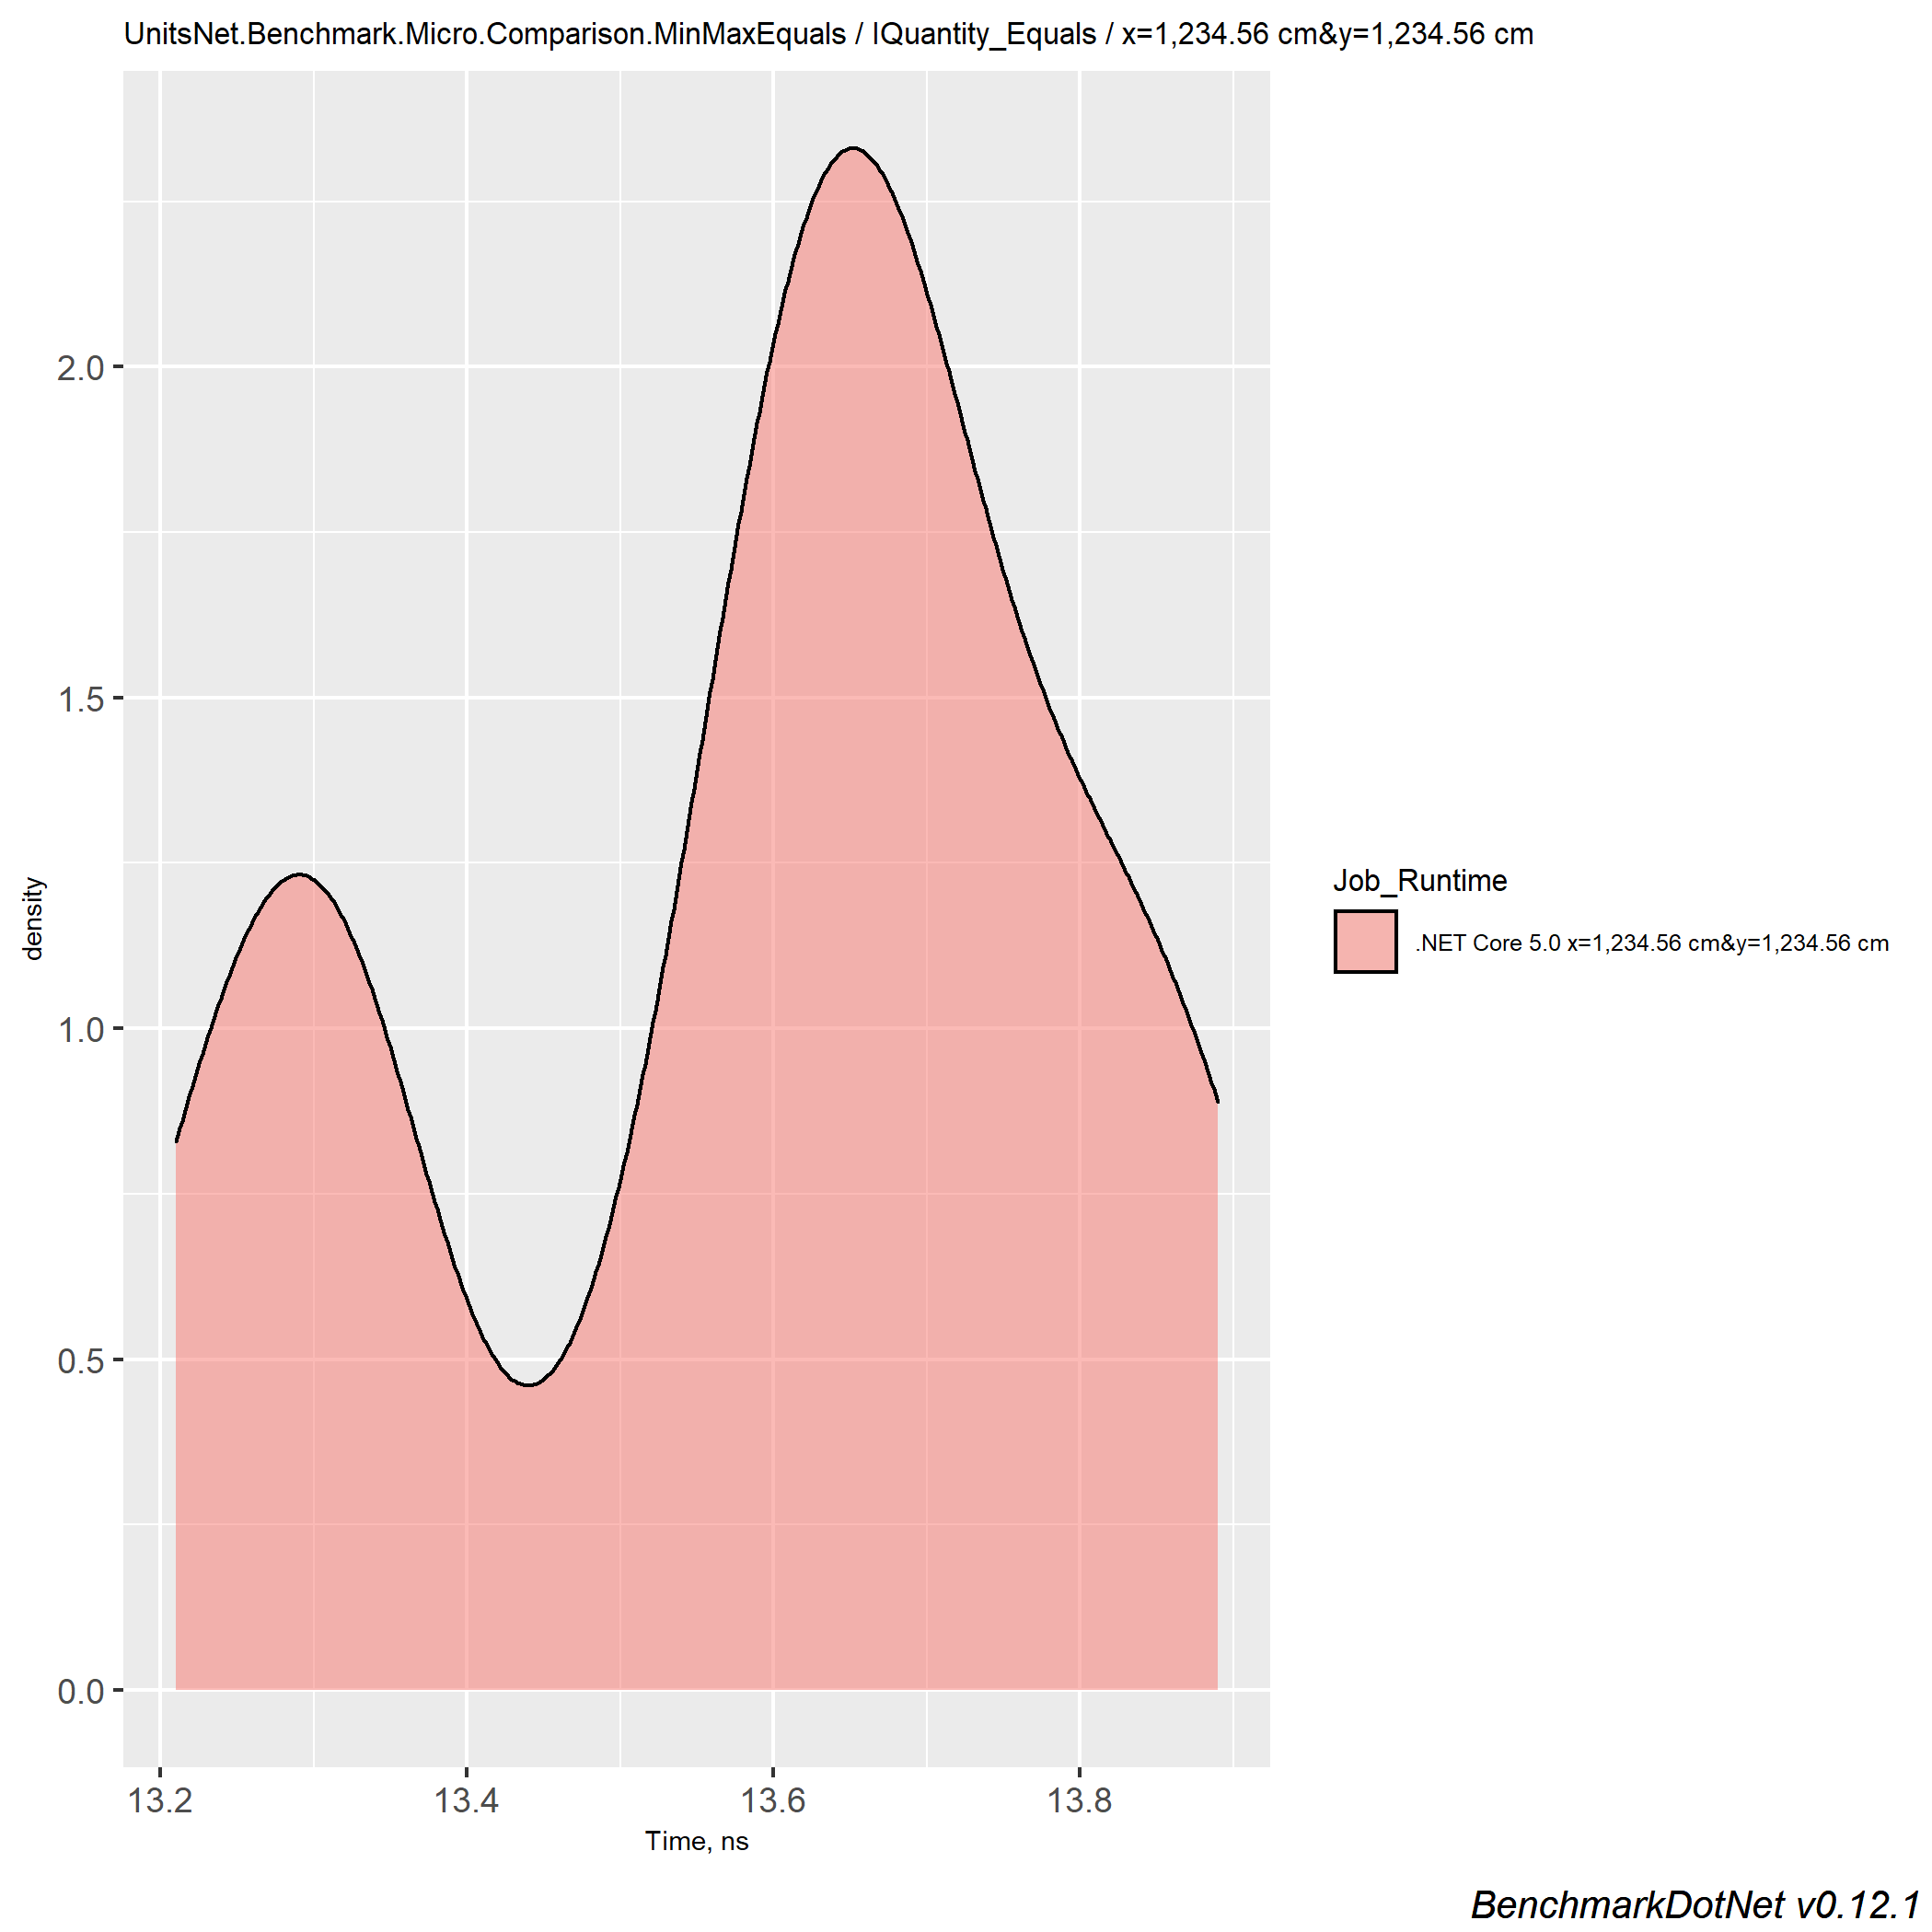 UnitsNet.Benchmark.Micro.Comparison.MinMaxEquals / IQuantity_Equals / x=1,234.56 cm&y=1,234.56 cm
density
2.0
1.5
1.0
0.5
0.0
13.2 13.4 13.6 13.8
Time, ns
Job_Runtime
.NET Core 5.0 x=1,234.56 cm&y=1,234.56 cm
BenchmarkDotNet v0.12.1